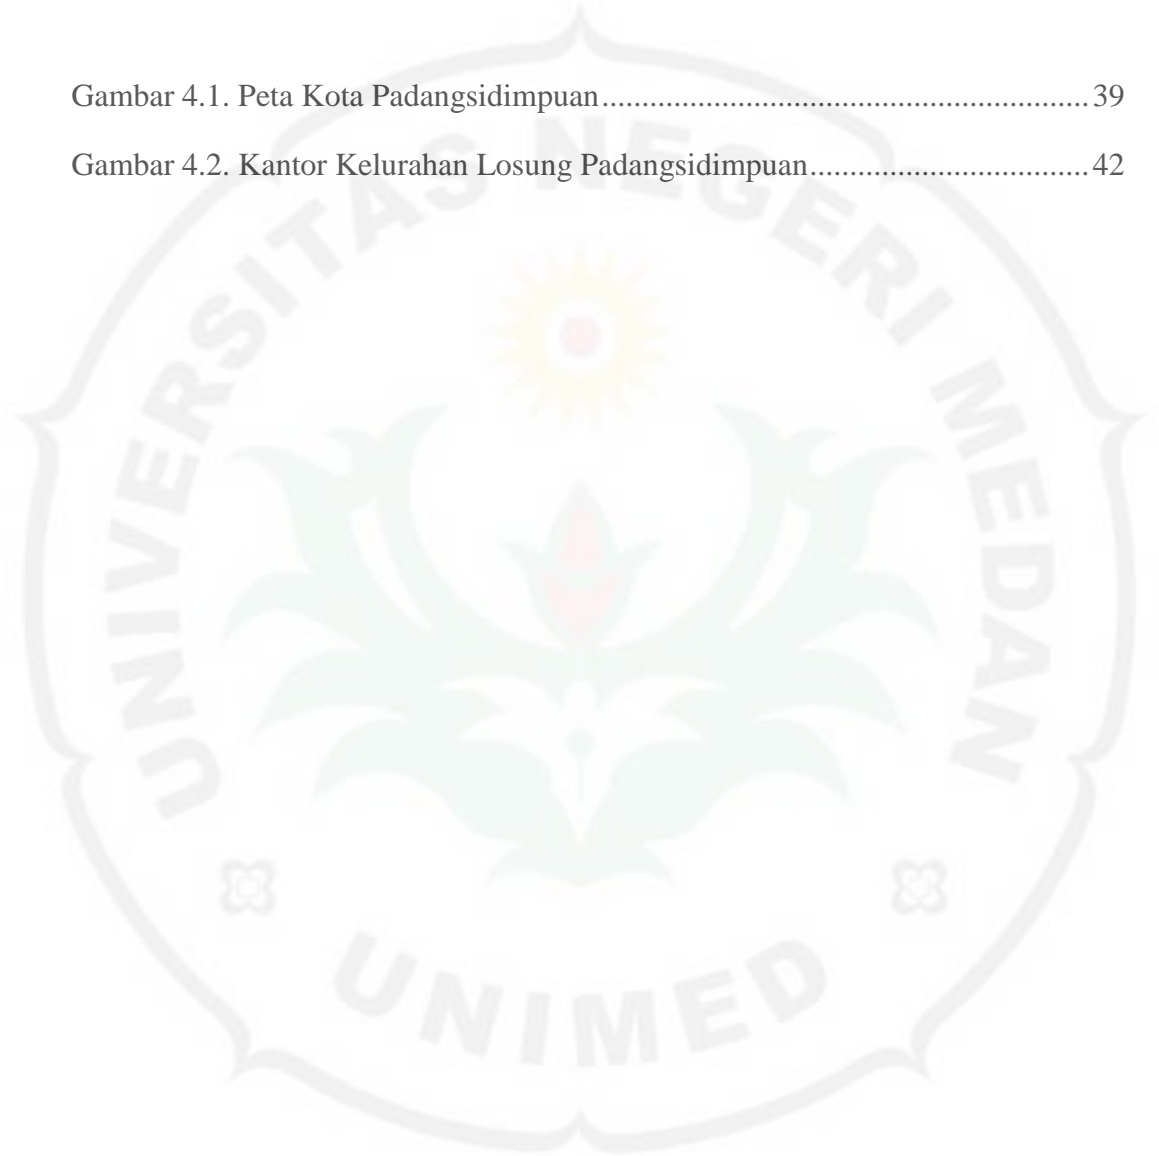 Gambar 4.1. Peta Kota Padangsidimpuan............................................................39
Gambar 4.2. Kantor Kelurahan Losung Padangsidimpuan..................................42
UNIVERSITAS NEGERI MEDAN
UNIMED